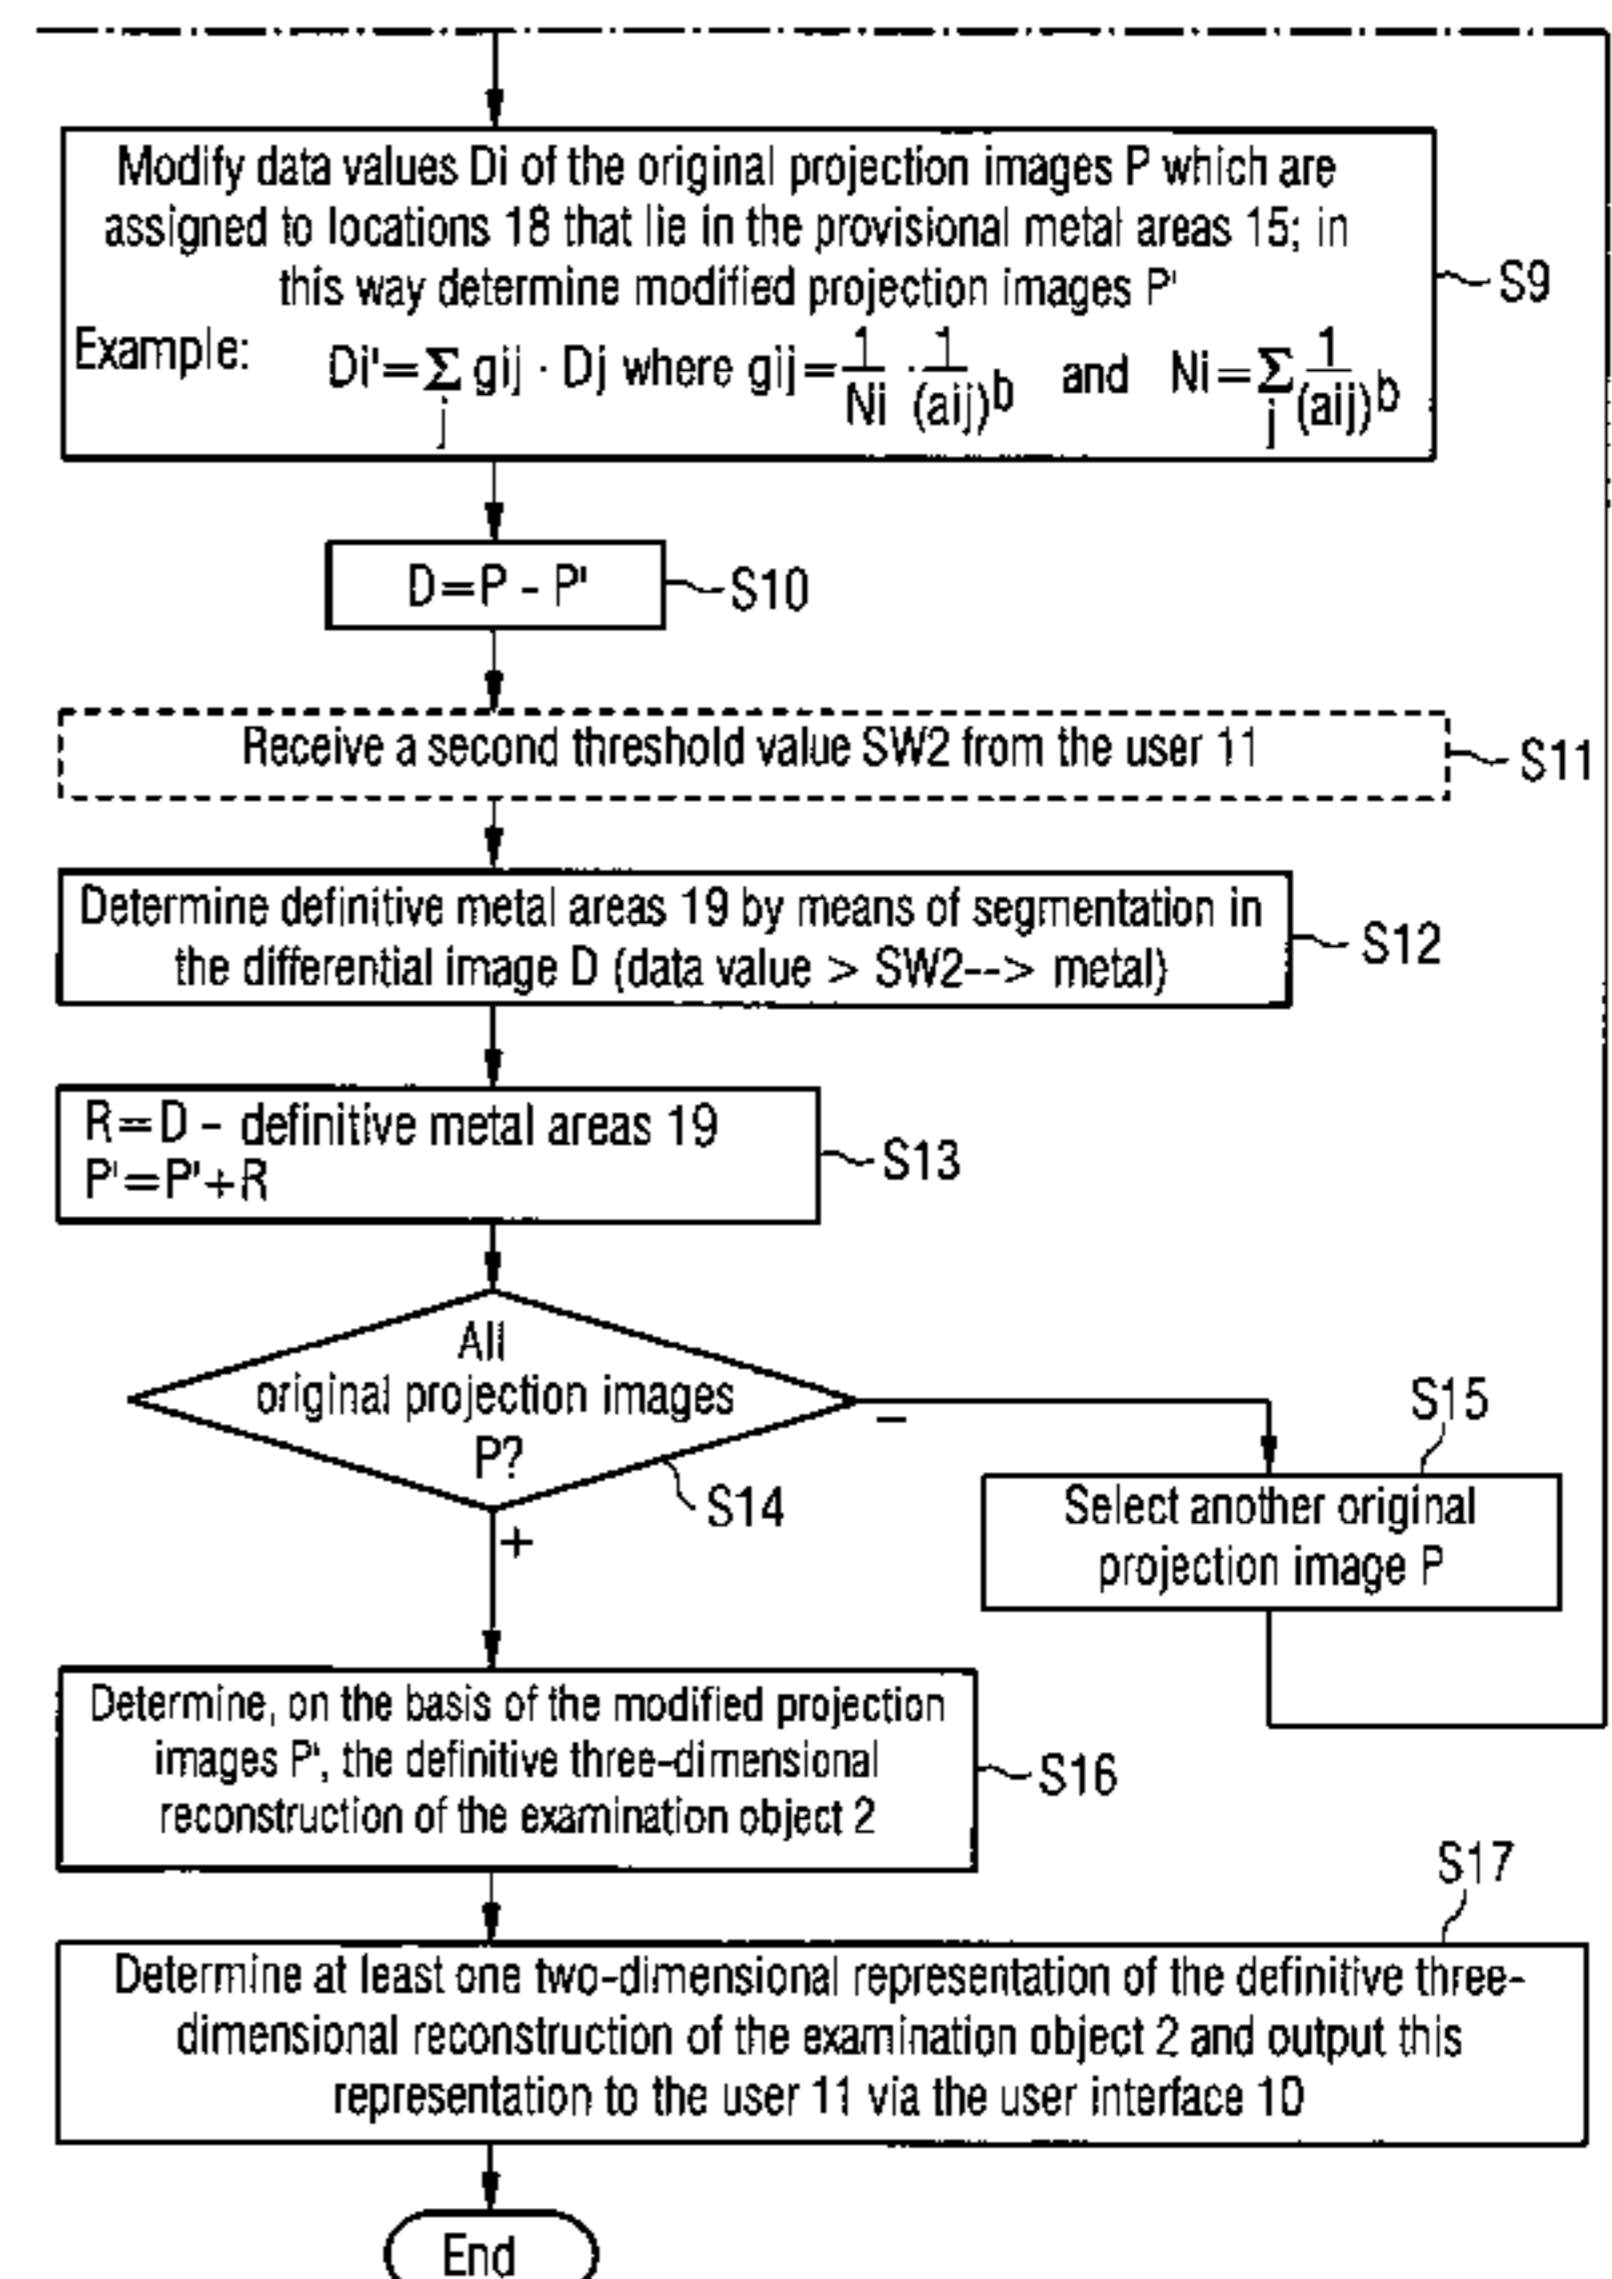 Modify data values Di of the original projection images P which are
assigned to locations 18 that lie in the provisional metal areas 15; in
this way determine modified projection images P'
Example: Di'=Σj gij · Dj where gij=1/Ni · 1/(aij)b and Ni=Σj 1/(aij)b
S9
D=P - P'
S10
Receive a second threshold value SW2 from the user 11
S11
Determine definitive metal areas 19 by means of segmentation in
the differential image D (data value > SW2--> metal)
S12
R=D - definitive metal areas 19
P'=P'+R
S13
All
original projection images
P?
–
S14
+
S15
Select another original
projection image P
Determine, on the basis of the modified projection
images P', the definitive three-dimensional
reconstruction of the examination object 2
S16
S17
Determine at least one two-dimensional representation of the definitive three-
dimensional reconstruction of the examination object 2 and output this
representation to the user 11 via the user interface 10
End